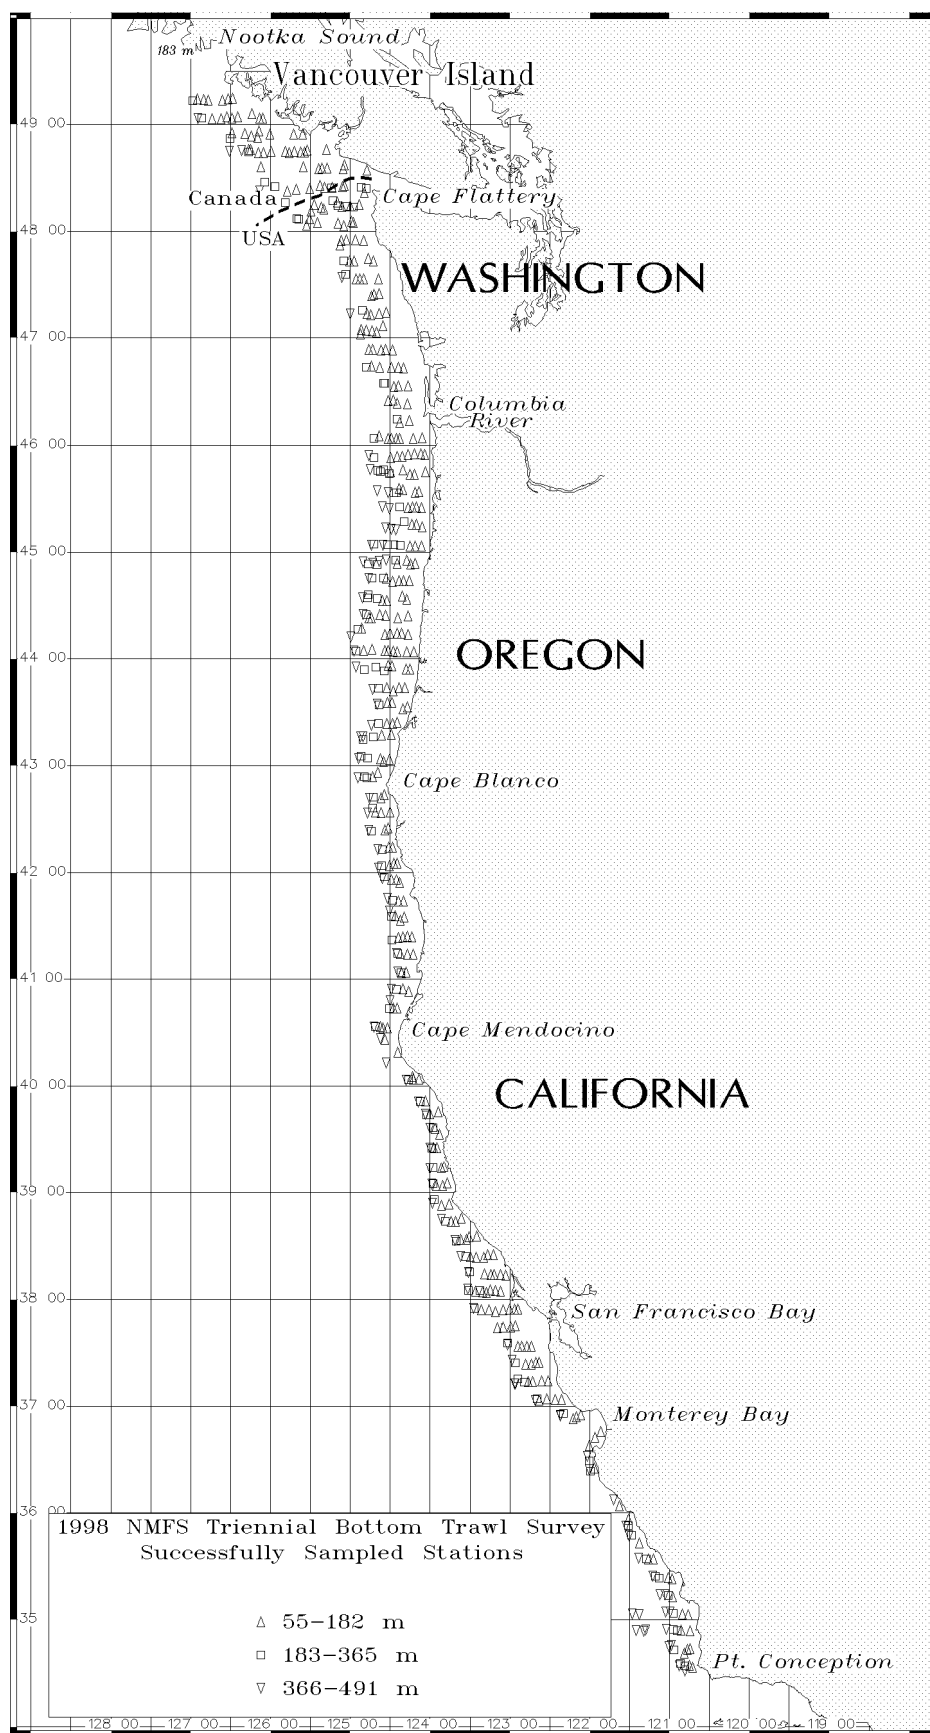 Nootka Sound
183 m
Vancouver Island
49 00
Canada
Cape Flattery
USA
48 00
WASHINGTON
47 00
Columbia
River
46 00
45 00
OREGON
44 00
43 00
Cape Blanco
42 00
41 00
Cape Mendocino
40 00
CALIFORNIA
39 00
38 00
San Francisco Bay
37 00
Monterey Bay
36 00
1998 NMFS Triennial Bottom Trawl Survey
Successfully Sampled Stations
55-182 m
35
183-365 m
Pt. Conception
366-491 m
128 00 127 00 126 00 125 00 124 00 123 00 122 00 121 00 120 00 119 00